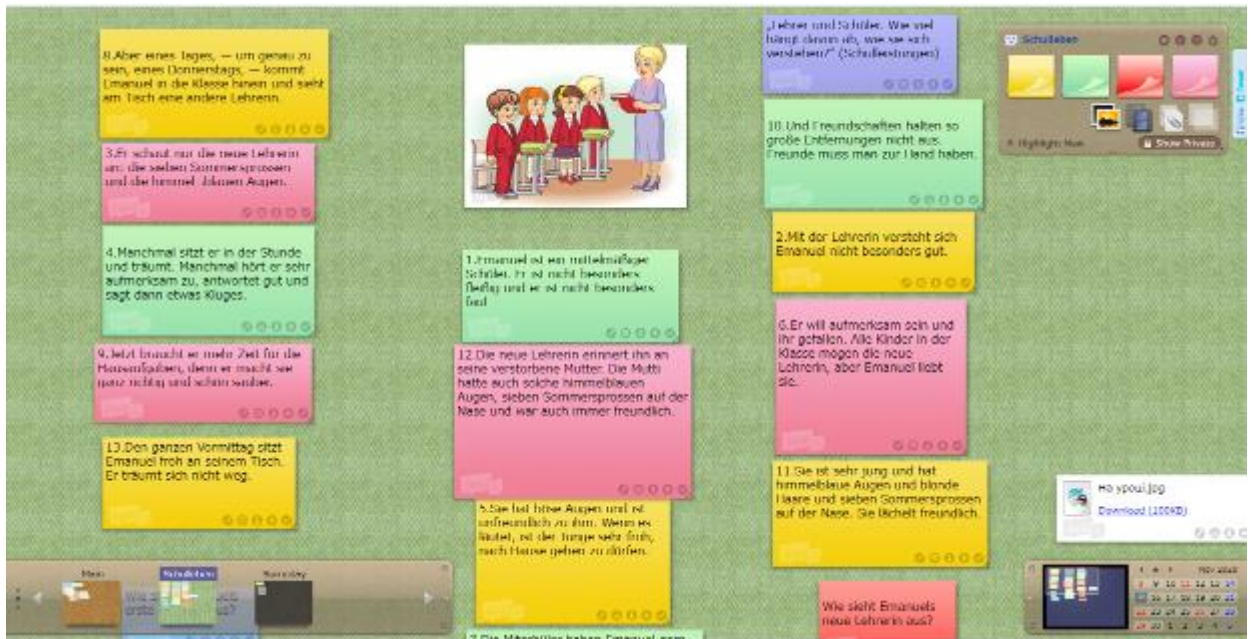 8.Aber eines Tages, — um genau zu
sein, eines Donnerstags, — kommt
Emanuel in die Klasse hinein und sieht
am Tisch eine andere Lehrerin.
3.Er schaut nur die neue Lehrerin
an: die sieben Sommersprossen
und die himmel blauen Augen.
4.Manchmal sitzt er in der Stunde
und träumt. Manchmal hört er sehr
aufmerksam zu, antwortet gut und
sagt dann etwas Kluges.
9.Jetzt braucht er mehr Zeit für die
Hausaufgaben, denn er macht sie
ganz richtig und schön sauber.
13.Den ganzen Vormittag sitzt
Emanuel froh an seinem Tisch.
Er träumt sich nicht weg.
1.Emanuel ist ein mittelmäßiger
Schüler. Er ist nicht besonders
fleißig und er ist nicht besonders
faul
12.Die neue Lehrerin erinnert ihn an
seine verstorbene Mutter. Die Mutti
hatte auch solche himmelblauen
Augen, sieben Sommersprossen auf der
Nase und war auch immer freundlich.
5.Sie hat böse Augen und ist
unfreundlich zu ihm. Wenn es
läutet, ist der Junge sehr froh,
nach Hause gehen zu dürfen.
„Lehrer und Schüler. Wie viel
hängt davon ab, wie sie sich
verstehen?“ (Schulleistungen)
10.Und Freundschaften halten so
große Entfernungen nicht aus.
Freunde muss man zur Hand haben.
2.Mit der Lehrerin versteht sich
Emanuel nicht besonders gut.
6.Er will aufmerksam sein und
ihr gefallen. Alle Kinder in der
Klasse mögen die neue
Lehrerin, aber Emanuel liebt
sie.
11.Sie ist sehr jung und hat
himmelblaue Augen und blonde
Haare und sieben Sommersprossen
auf der Nase. Sie lächelt freundlich.
Wie sieht Emanuels
neue Lehrerin aus?
Schulleben
Show Private
на урощ.jpg
Download (100KB)
Main
Schulleben
Nov 2020